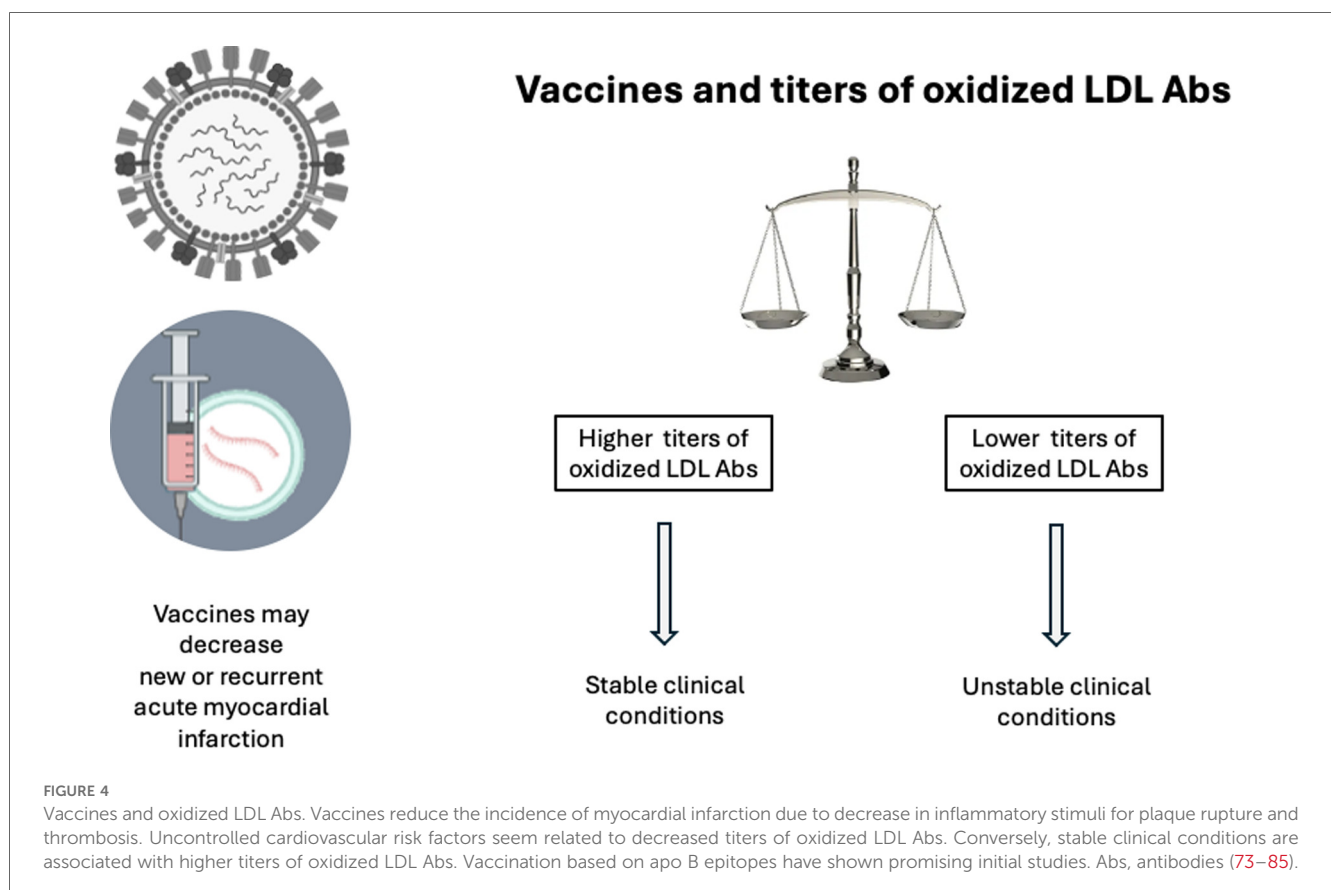 Vaccines and titers of oxidized LDL Abs
Higher titers of
oxidized LDL Abs
Lower titers of
oxidized LDL Abs
Vaccines may
decrease
new or recurrent
acute myocardial
infarction
Stable clinical
conditions
Unstable clinical
conditions
FIGURE 4
Vaccines and oxidized LDL Abs. Vaccines reduce the incidence of myocardial infarction due to decrease in inflammatory stimuli for plaque rupture and
thrombosis. Uncontrolled cardiovascular risk factors seem related to decreased titers of oxidized LDL Abs. Conversely, stable clinical conditions are
associated with higher titers of oxidized LDL Abs. Vaccination based on apo B epitopes have shown promising initial studies. Abs, antibodies (73–85).